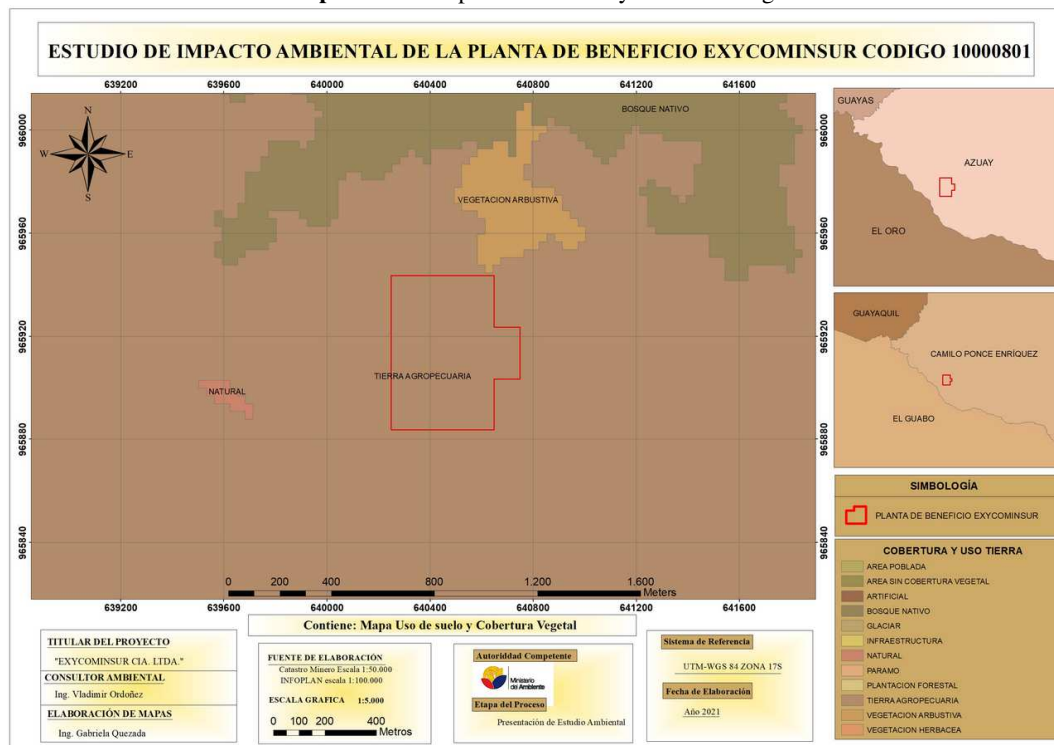 ESTUDIO DE IMPACTO AMBIENTAL DE LA PLANTA DE BENEFICIO EXYCOMINSUR CODIGO 10000801
639200 639600 640000 640400 640800 641200 641600
966000
965960
965920
965880
965840
966000
965960
965920
965880
965840
N
W E
S
BOSQUE NATIVO
VEGETACION ARBUSTIVA
TIERRA AGROPECUARIA
NATURAL
0 200 400 800 1.200 1.600
Meters
639200 639600 640000 640400 640800 641200 641600
GUAYAS
AZUAY
EL ORO
GUAYAQUIL
CAMILO PONCE ENRÍQUEZ
EL GUABO
SIMBOLOGÍA
PLANTA DE BENEFICIO EXYCOMINSUR
COBERTURA Y USO TIERRA
AREA POBLADA
AREA SIN COBERTURA VEGETAL
ARTIFICIAL
BOSQUE NATIVO
GLACIAR
INFRAESTRUCTURA
NATURAL
PARAMO
PLANTACION FORESTAL
TIERRA AGROPECUARIA
VEGETACION ARBUSTIVA
VEGETACION HERBACEA
Contiene: Mapa Uso de suelo y Cobertura Vegetal
TITULAR DEL PROYECTO
"EXYCOMINSUR CIA. LTDA."
CONSULTOR AMBIENTAL
Ing. Vladimir Ordoñez
ELABORACIÓN DE MAPAS
Ing. Gabriela Quezada
FUENTE DE ELABORACIÓN
Catastro Minero Escala 1:50.000
INFOPLAN escala 1:100.000
ESCALA GRAFICA 1:5.000
0 100 200 400
Metros
Autoriddad Competente
Ministerio
del Ambiente
Etapa del Proceso
Presentación de Estudio Ambiental
Sistema de Referencia
UTM-WGS 84 ZONA 17S
Fecha de Elaboración
Año 2021